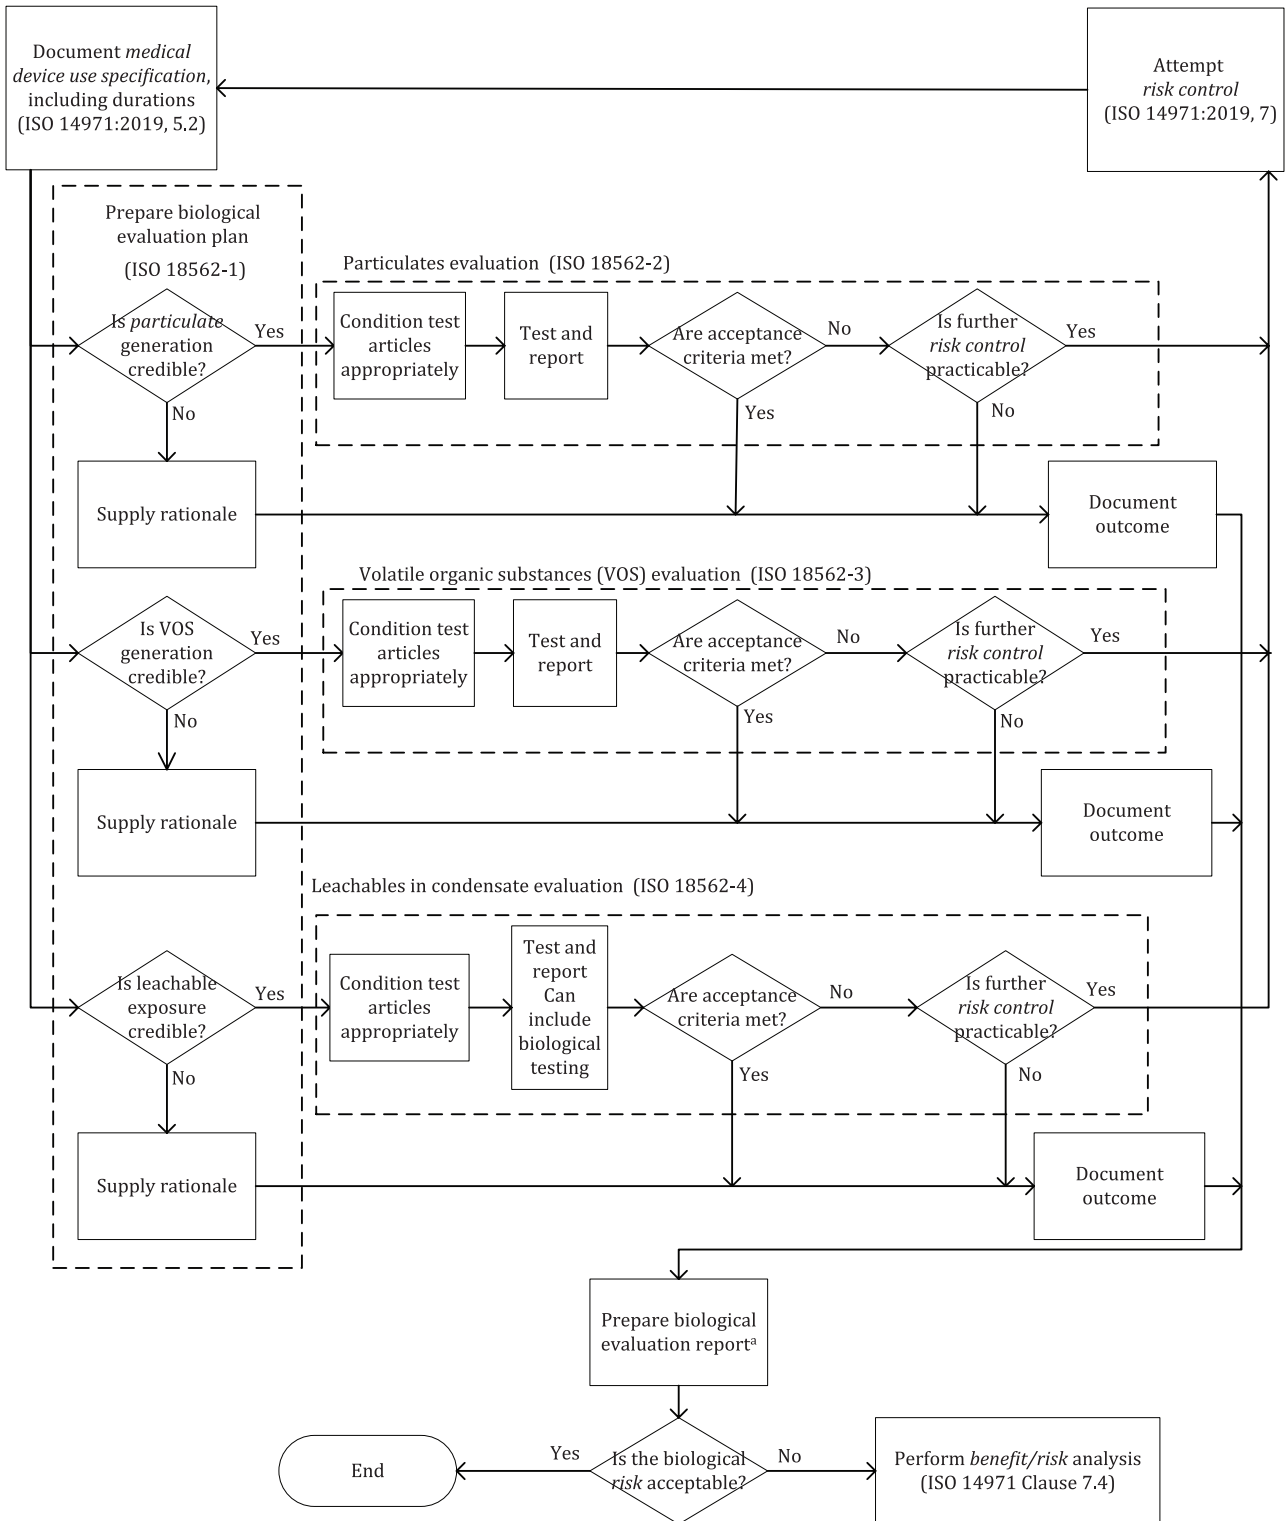 Document medical
device use specification,
including durations
(ISO 14971:2019, 5.2)
Attempt
risk control
(ISO 14971:2019, 7)
Prepare biological
evaluation plan
(ISO 18562-1)
Particulates evaluation (ISO 18562-2)
Is particulate
generation
credible?
Yes
No
Condition test
articles
appropriately
Test and
report
Are acceptance
criteria met?
No
Yes
Is further
risk control
practicable?
Yes
No
Supply rationale
Document
outcome
Volatile organic substances (VOS) evaluation (ISO 18562-3)
Is VOS
generation
credible?
Yes
No
Condition test
articles
appropriately
Test and
report
Are acceptance
criteria met?
No
Yes
Is further
risk control
practicable?
Yes
No
Supply rationale
Document
outcome
Leachables in condensate evaluation (ISO 18562-4)
Is leachable
exposure
credible?
Yes
No
Condition test
articles
appropriately
Test and
report
Can
include
biological
testing
Are acceptance
criteria met?
No
Yes
Is further
risk control
practicable?
Yes
No
Supply rationale
Document
outcome
Prepare biological
evaluation reportᵃ
Is the biological
risk acceptable?
Yes
No
End
Perform benefit/risk analysis
(ISO 14971 Clause 7.4)